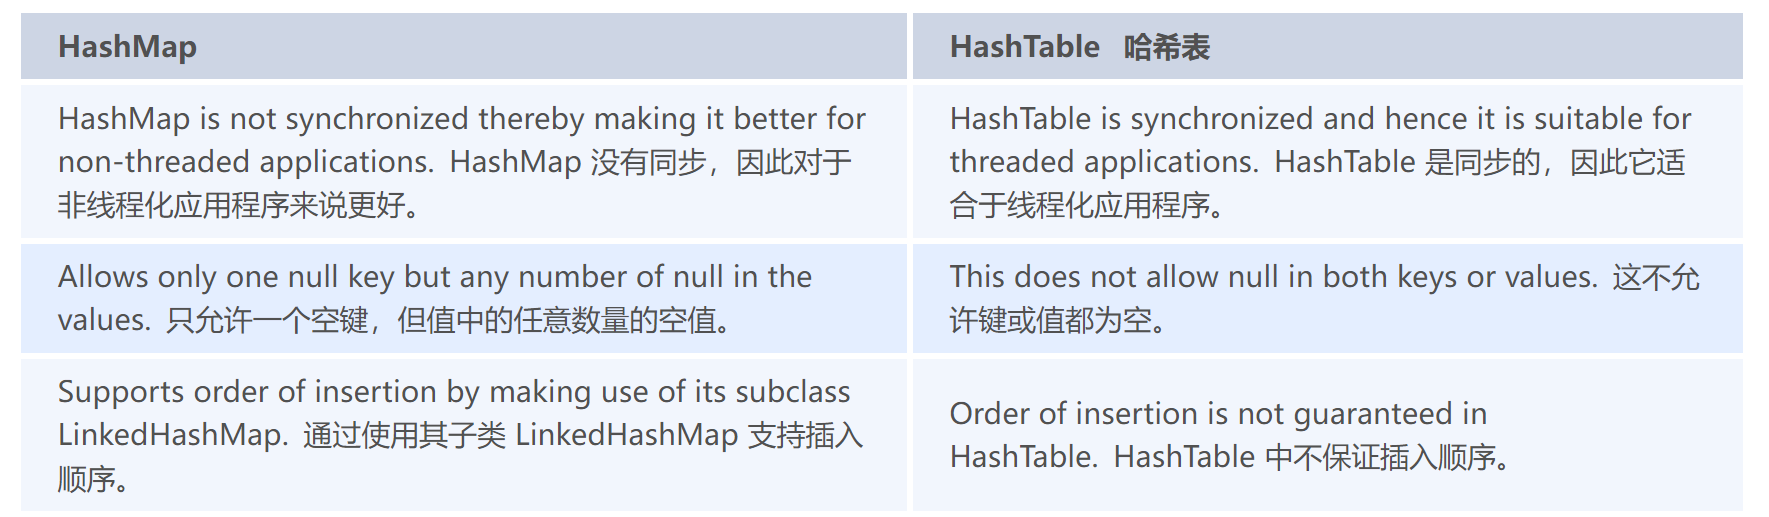 HashMap
HashTable 哈希表
HashMap is not synchronized thereby making it better for
non-threaded applications. HashMap 没有同步，因此对于
非线程化应用程序来说更好。
HashTable is synchronized and hence it is suitable for
threaded applications. HashTable 是同步的，因此它适
合于线程化应用程序。
Allows only one null key but any number of null in the
values. 只允许一个空键，但值中的任意数量的空值。
This does not allow null in both keys or values. 这不允
许键或值都为空。
Supports order of insertion by making use of its subclass
LinkedHashMap. 通过使用其子类 LinkedHashMap 支持插入
顺序。
Order of insertion is not guaranteed in
HashTable. HashTable 中不保证插入顺序。